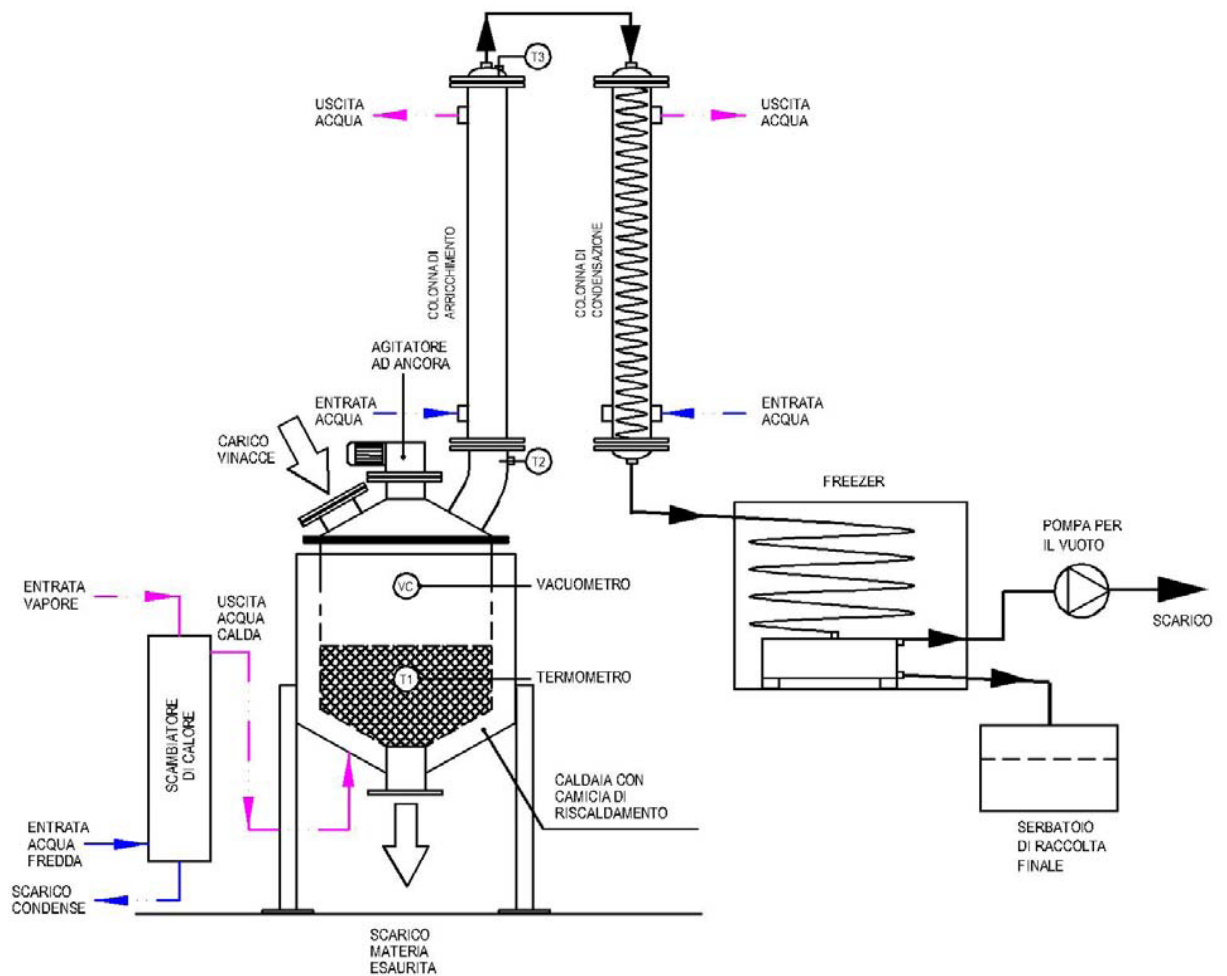 T3
USCITA
ACQUA
USCITA
ACQUA
COLONNA DI
ARRICCHIMENTO
COLONNA DI
CONDENSAZIONE
AGITATORE
AD ANCORA
ENTRATA
ACQUA
ENTRATA
ACQUA
CARICO
VINACCE
T2
FREEZER
POMPA PER
IL VUOTO
SCARICO
ENTRATA
VAPORE
USCITA
ACQUA
CALDA
VC
VACUOMETRO
T1
TERMOMETRO
SCAMBIATORE
DI CALORE
CALDAIA CON
CAMICIA DI
RISCALDAMENTO
ENTRATA
ACQUA
FREDDA
SERBATOIO
DI RACCOLTA
FINALE
SCARICO
CONDENSE
SCARICO
MATERIA
ESAURITA